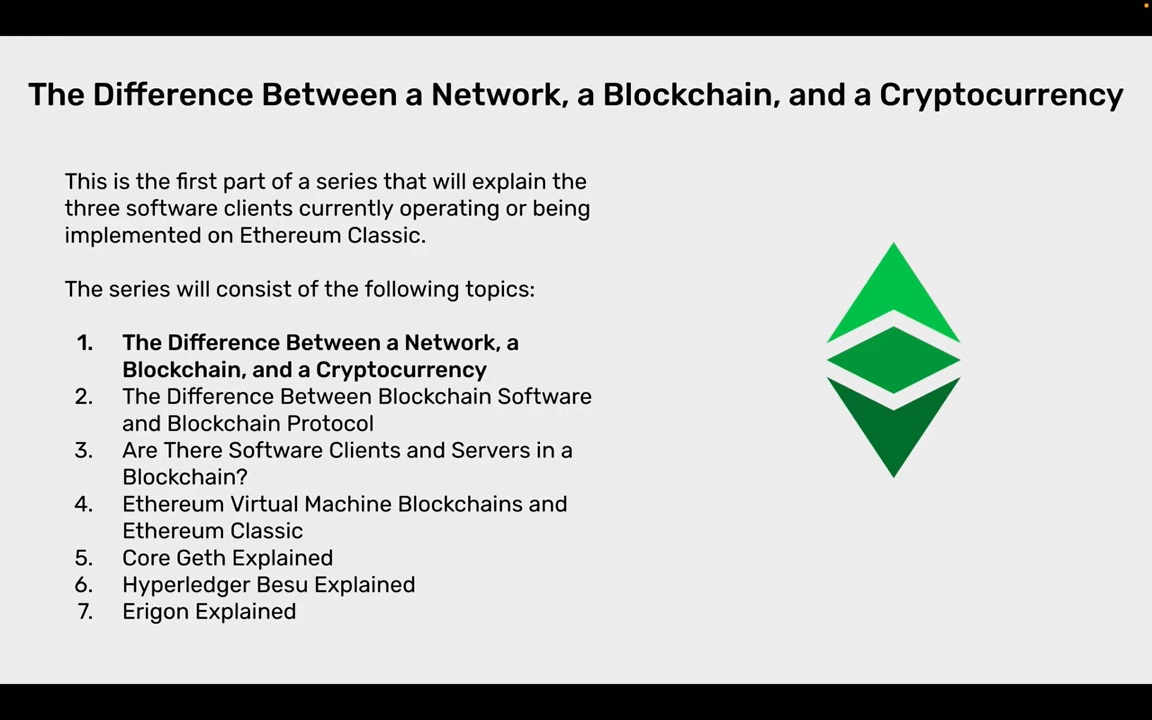 The Difference Between a Network, a Blockchain, and a Cryptocurrency
This is the first part of a series that will explain the
three software clients currently operating or being
implemented on Ethereum Classic.
The series will consist of the following topics:
1. The Difference Between a Network, a
Blockchain, and a Cryptocurrency
2. The Difference Between Blockchain Software
and Blockchain Protocol
3. Are There Software Clients and Servers in a
Blockchain?
4. Ethereum Virtual Machine Blockchains and
Ethereum Classic
5. Core Geth Explained
6. Hyperledger Besu Explained
7. Erigon Explained